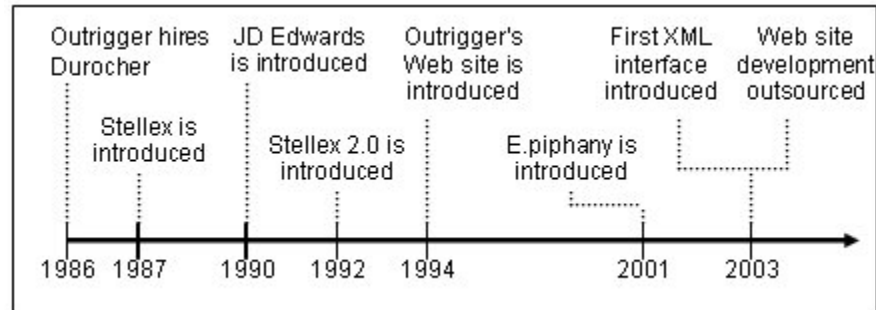 Outrigger hires
Durocher
JD Edwards
is introduced
Outrigger's
Web site is
introduced
First XML
interface
introduced
Web site
development
outsourced
Stellex is
introduced
Stellex 2.0 is
introduced
E.piphany is
introduced
1986 1987 1990 1992 1994 2001 2003